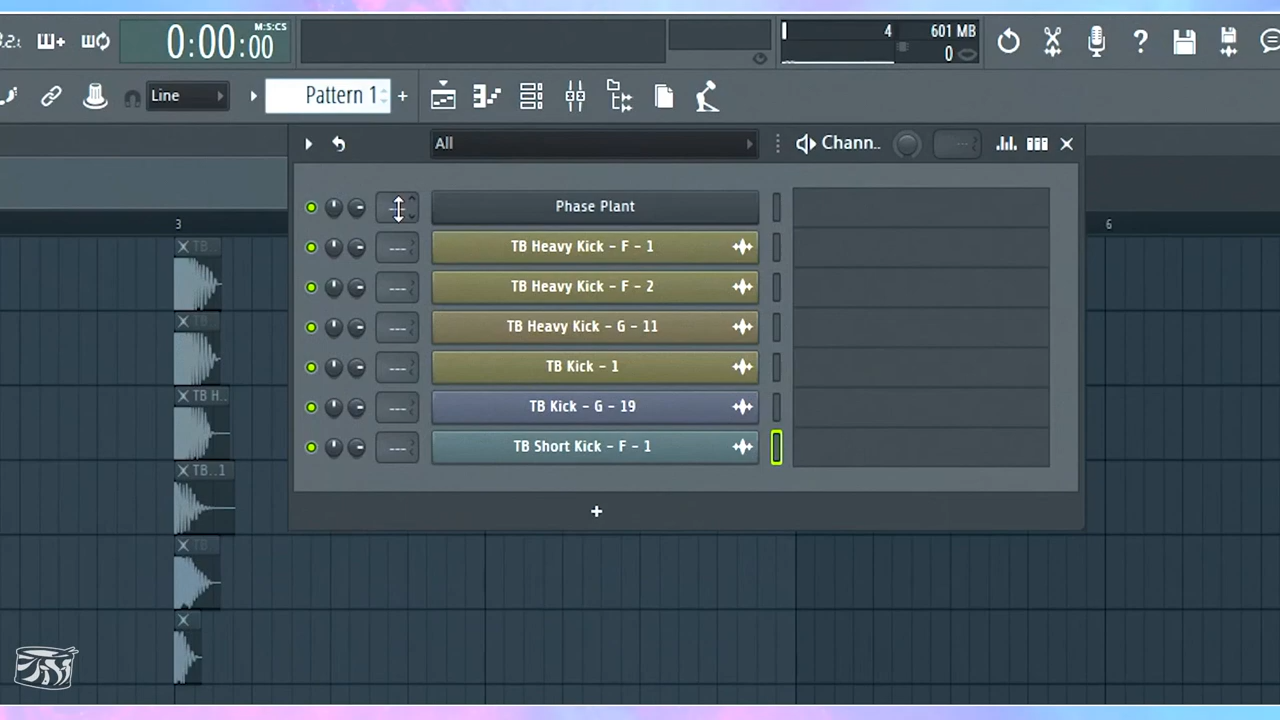 M:S:CS
0:00:00
4
601 MB
0
Line
Pattern 1
All
Chann..
Phase Plant
TB Heavy Kick - F - 1
TB Heavy Kick - F - 2
TB Heavy Kick - G - 11
TB Kick - 1
TB Kick - G - 19
TB Short Kick - F - 1
3
6
TB
TB
TB H..
TB..1
TB